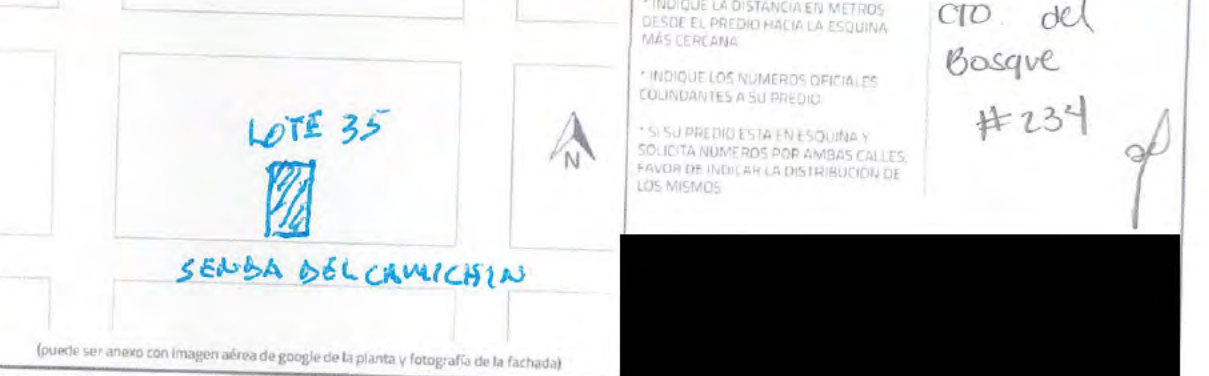 LOTE 35
N
SENDA DEL CAMICHIN
(puede ser anexo con imagen aérea de google de la planta y fotografía de la fachada)
* INDIQUE LA DISTANCIA EN METROS
DESDE EL PREDIO HACIA LA ESQUINA
MÁS CERCANA
* INDIQUE LOS NUMEROS OFICIALES
COLINDANTES A SU PREDIO
* SI SU PREDIO ESTA EN ESQUINA Y
SOLICITA NÚMEROS POR AMBAS CALLES,
FAVOR DE INDICAR LA DISTRIBUCIÓN DE
LOS MISMOS
CTO. del
Bosque
#234